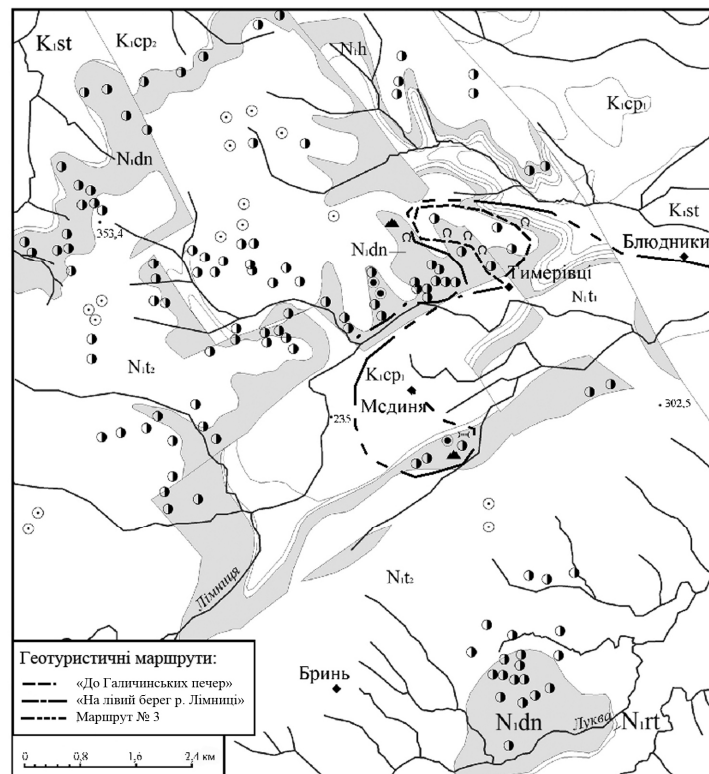 K₁st
K₁cp₂
N₁h
K₁cp₁
N₁dn
K₁st
353,4
Блюдники
N₁dn
Тимерівці
N₁t₁
N₁t₂
K₁cp₁
Мединя
235
302,5
N₁t₂
Лімниця
Геотуристичні маршрути:
«До Галичинських печер»
«На лівий берег р. Лімниці»
Маршрут № 3
Бринь
N₁dn
Луква
N₁rt
0 0,8 1,6 2,4 км